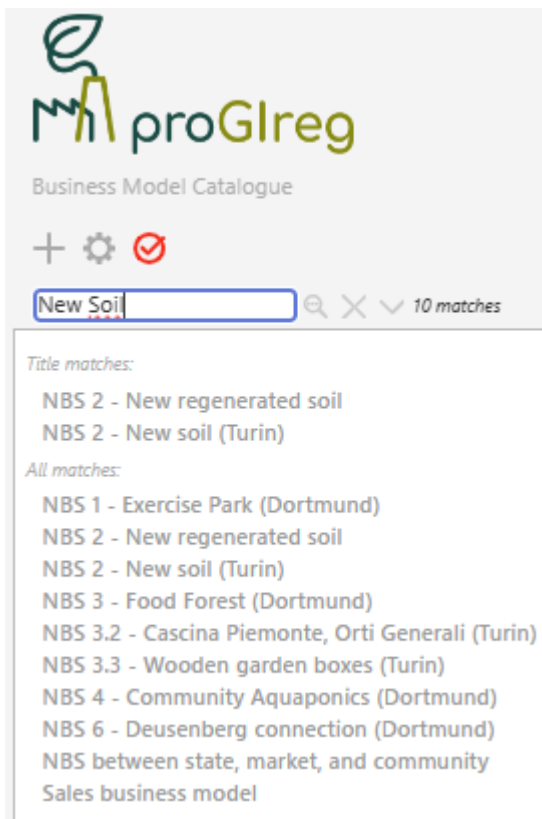 proGIreg
Business Model Catalogue
New Soil
10 matches
Title matches:
NBS 2 - New regenerated soil
NBS 2 - New soil (Turin)
All matches:
NBS 1 - Exercise Park (Dortmund)
NBS 2 - New regenerated soil
NBS 2 - New soil (Turin)
NBS 3 - Food Forest (Dortmund)
NBS 3.2 - Cascina Piemonte, Orti Generali (Turin)
NBS 3.3 - Wooden garden boxes (Turin)
NBS 4 - Community Aquaponics (Dortmund)
NBS 6 - Deusenberg connection (Dortmund)
NBS between state, market, and community
Sales business model